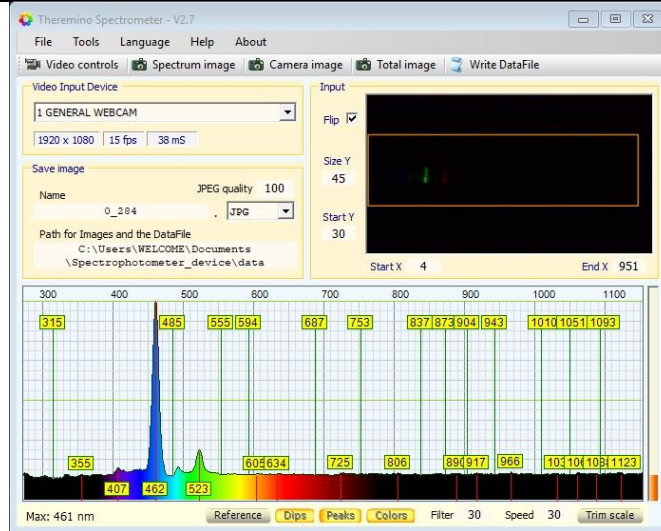 Theremino Spectrometer - V2.7
File Tools Language Help About
Video controls Spectrum image Camera image Total image Write DataFile
Video Input Device
1 GENERAL WEBCAM
1920 x 1080 15 fps 38 mS
Save image
Name JPEG quality 100
0_284 . JPG
Path for Images and the DataFile
C:\Users\WELCOME\Documents
\Spectrophotometer_device\data
Input
Flip
Size Y
45
Start Y
30
Start X 4 End X 951
300 400 500 600 700 800 900 1000 1100
315 485 555 594 687 753 837 873 904 943 1010 1051 1093
355 605 634 725 806 890 917 966 1123
407 462 523
Max: 461 nm Reference Dips Peaks Colors Filter 30 Speed 30 Trim scale